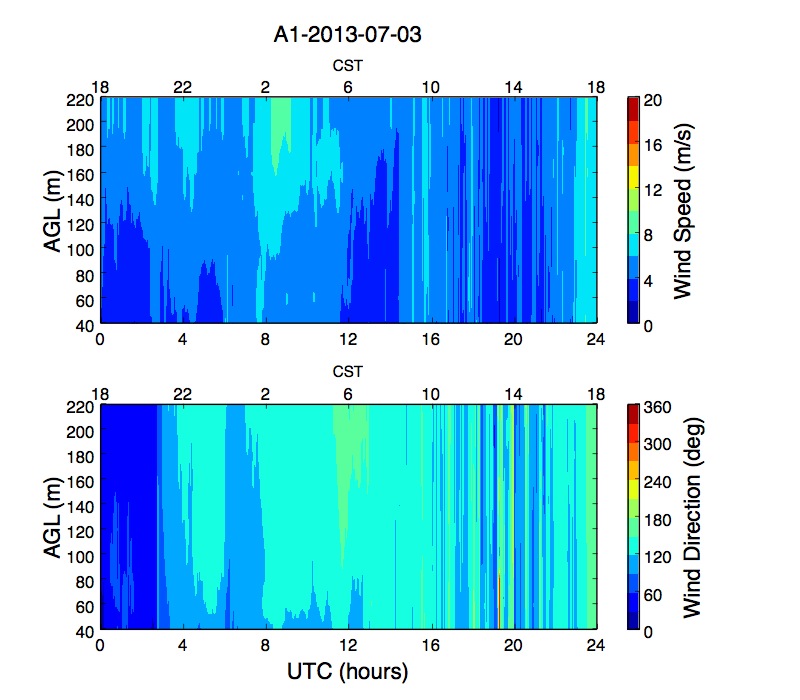 A1-2013-07-03
CST
18 22 2 6 10 14 18
220
200
180
160
140
120
100
80
60
40
AGL (m)
0 4 8 12 16 20 24
20
16
12
8
4
0
Wind Speed (m/s)
CST
18 22 2 6 10 14 18
220
200
180
160
140
120
100
80
60
40
AGL (m)
0 4 8 12 16 20 24
UTC (hours)
360
300
240
180
120
60
0
Wind Direction (deg)